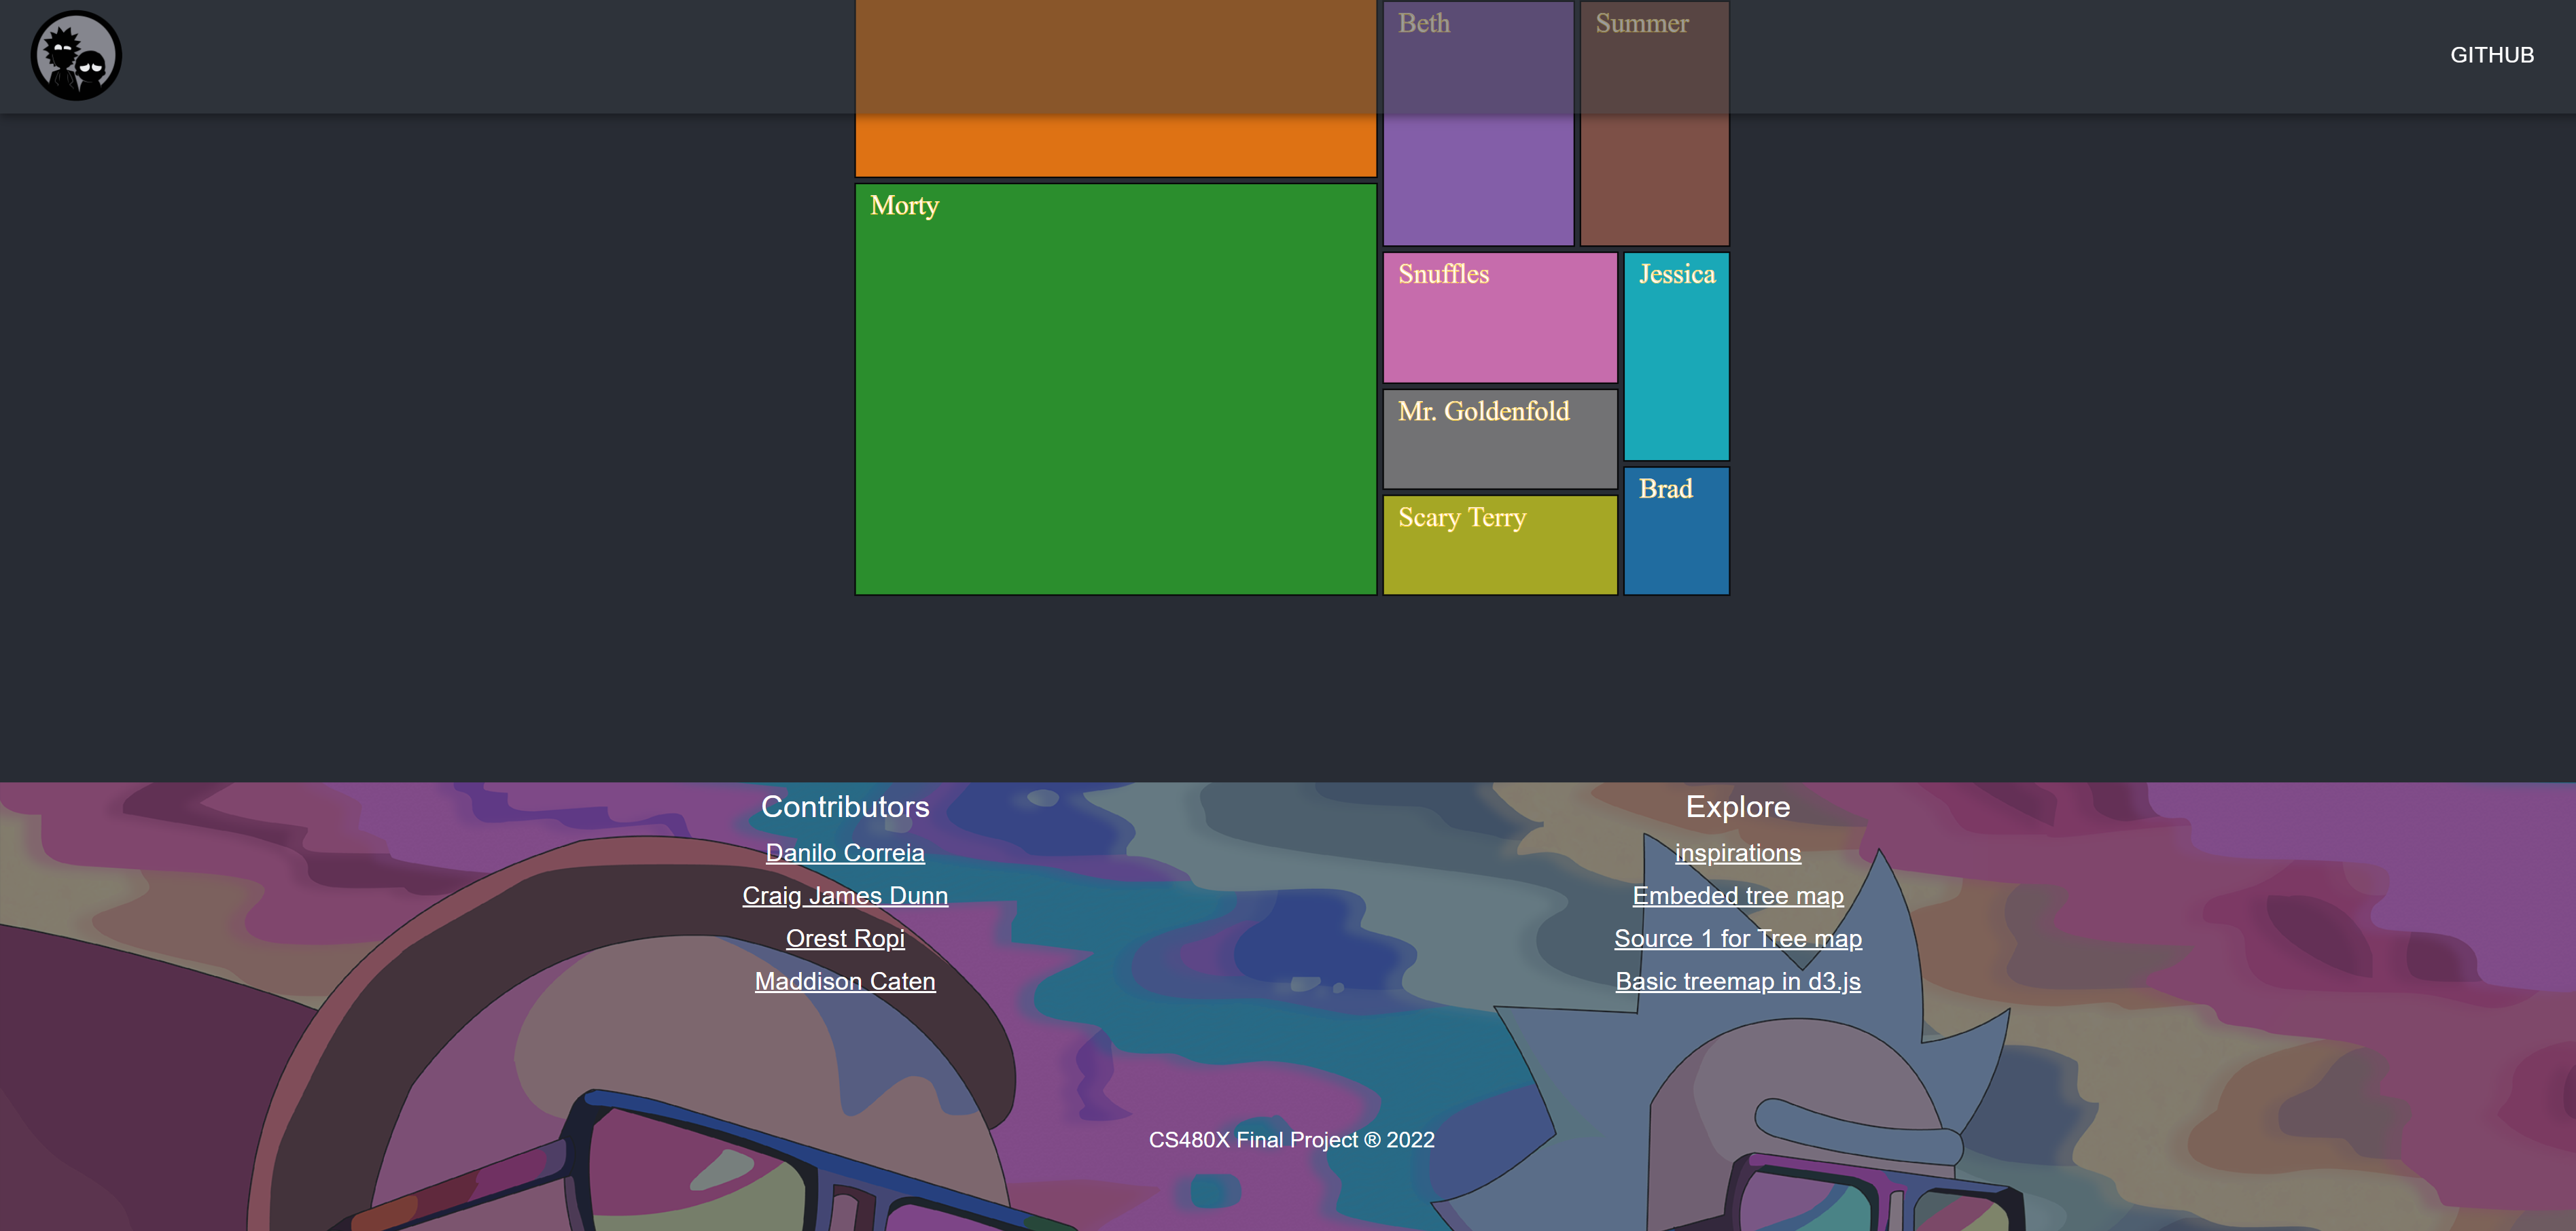 GITHUB
Beth
Summer
Morty
Snuffles
Jessica
Mr. Goldenfold
Brad
Scary Terry
Contributors
Danilo Correia
Craig James Dunn
Orest Ropi
Maddison Caten
Explore
inspirations
Embeded tree map
Source 1 for Tree map
Basic treemap in d3.js
CS480X Final Project ® 2022